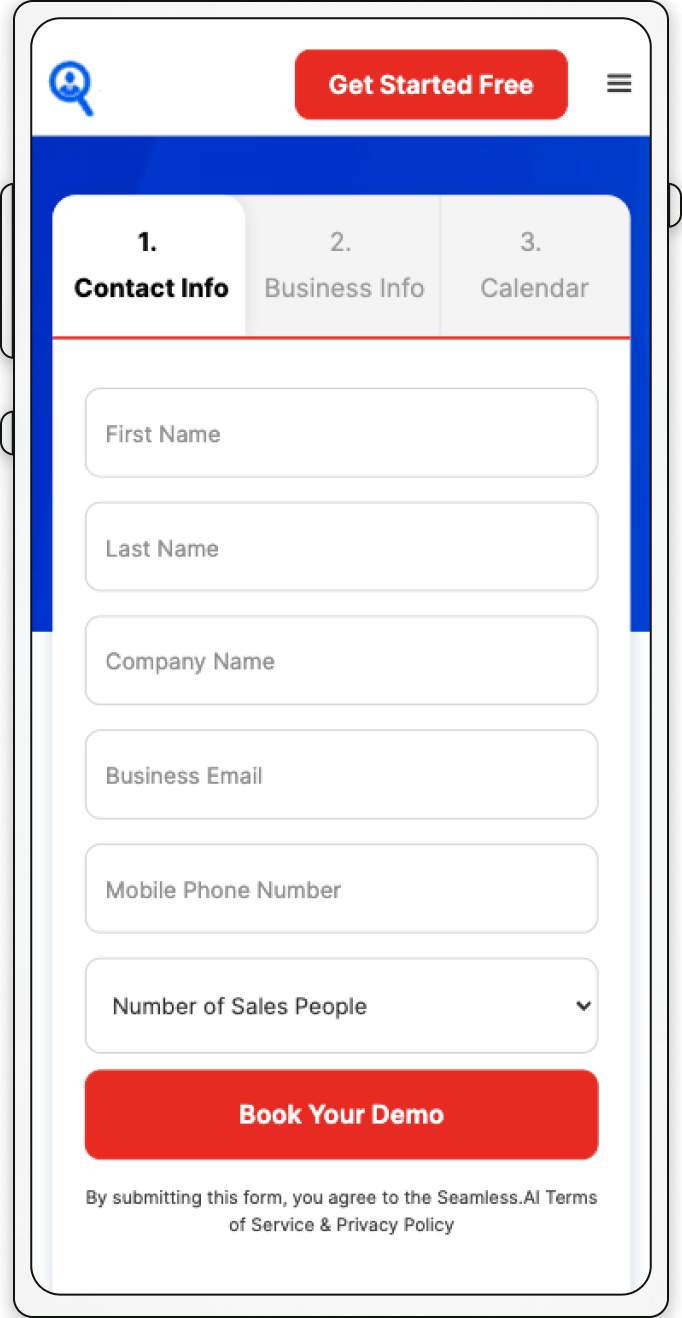 Get Started Free
1.
Contact Info
2.
Business Info
3.
Calendar
First Name
Last Name
Company Name
Business Email
Mobile Phone Number
Number of Sales People
Book Your Demo
By submitting this form, you agree to the Seamless.AI Terms
of Service & Privacy Policy